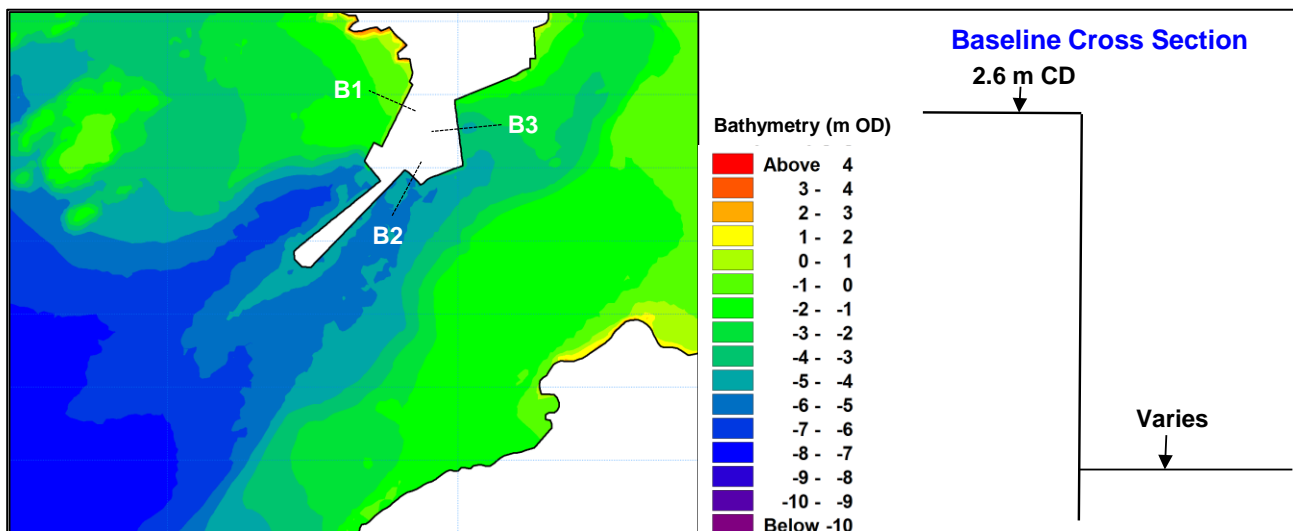 B1
B3
B2
Bathymetry (m OD)
Above 4
3 - 4
2 - 3
1 - 2
0 - 1
-1 - 0
-2 - -1
-3 - -2
-4 - -3
-5 - -4
-6 - -5
-7 - -6
-8 - -7
-9 - -8
-10 - -9
Below -10
Baseline Cross Section
2.6 m CD
Varies